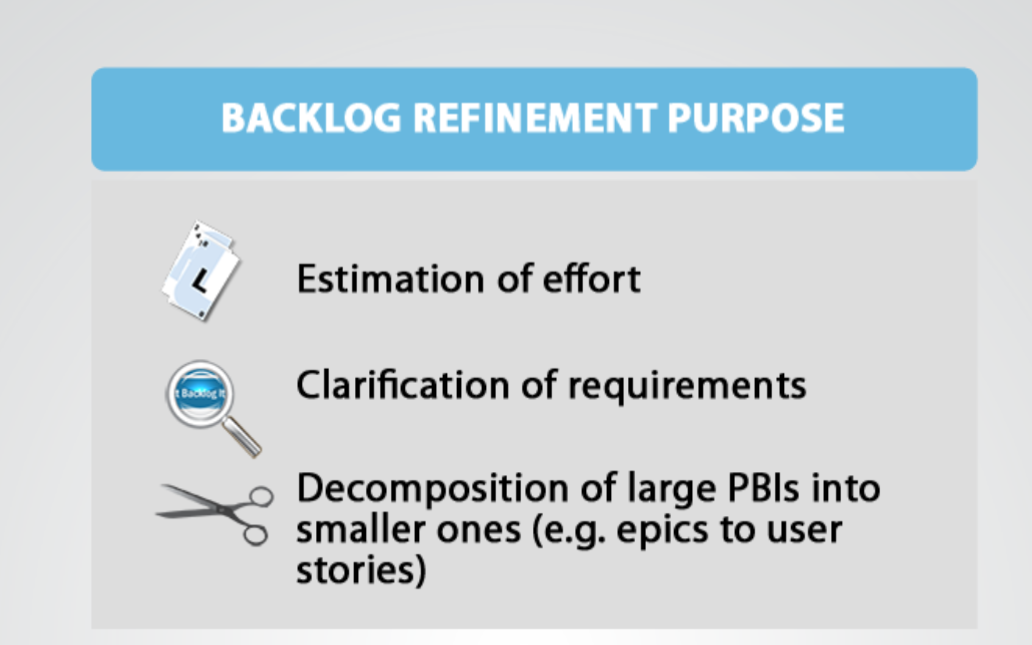 BACKLOG REFINEMENT PURPOSE
L
Estimation of effort
t Backlog It
Clarification of requirements
Decomposition of large PBIs into
smaller ones (e.g. epics to user
stories)